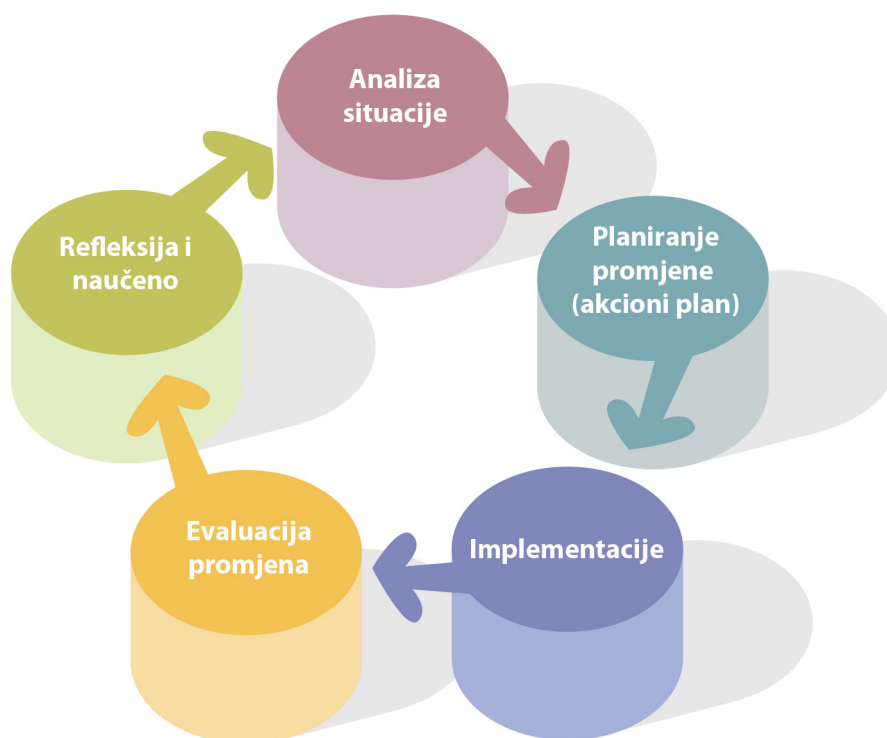 Analiza
situacije
Planiranje
promjene
(akcioni plan)
Implementacije
Evaluacija
promjena
Refleksija i
naučeno